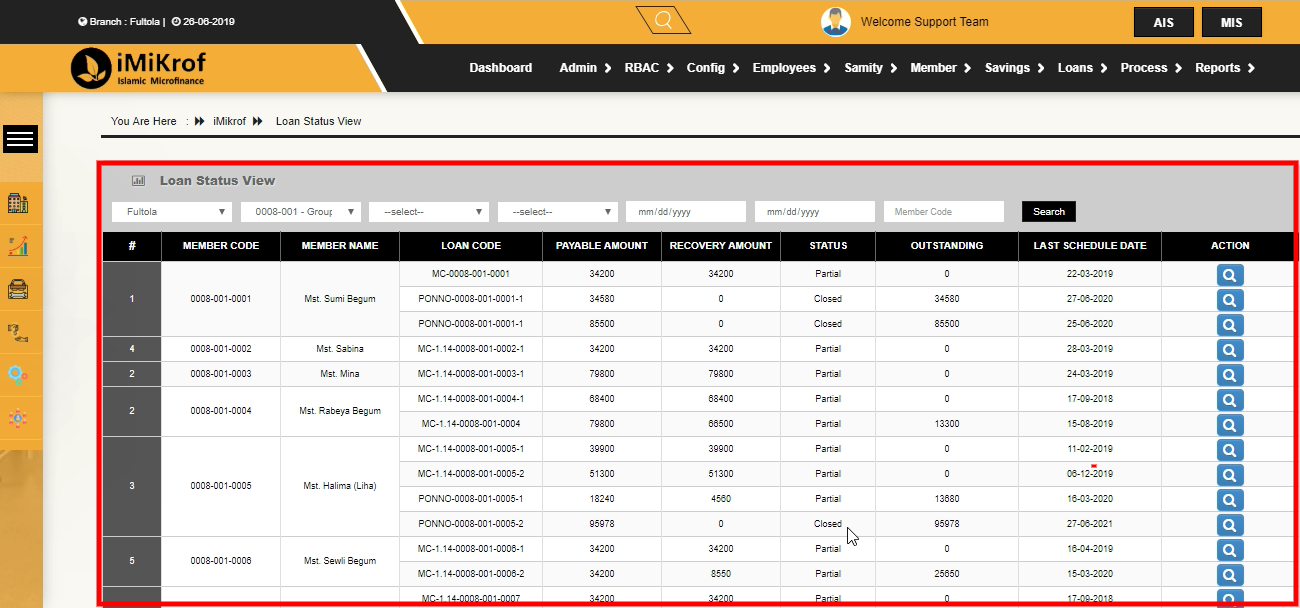 Branch : Fultola | 26-06-2019
Welcome Support Team
AIS
MIS
iMiKrof
Islamic Microfinance
Dashboard Admin RBAC Config Employees Samity Member Savings Loans Process Reports
You Are Here : iMikrof Loan Status View
Loan Status View
Fultola 0008-001 - Group --select-- --select-- mm/dd/yyyy mm/dd/yyyy Member Code Search
# MEMBER CODE MEMBER NAME LOAN CODE PAYABLE AMOUNT RECOVERY AMOUNT STATUS OUTSTANDING LAST SCHEDULE DATE ACTION
1 0008-001-0001 Mst. Sumi Begum MC-0008-001-0001 34200 34200 Partial 0 22-03-2019
PONNO-0008-001-0001-1 34580 0 Closed 34580 27-06-2020
PONNO-0008-001-0001-1 85500 0 Closed 85500 25-06-2020
4 0008-001-0002 Mst. Sabina MC-1.14-0008-001-0002-1 34200 34200 Partial 0 28-03-2019
2 0008-001-0003 Mst. Mina MC-1.14-0008-001-0003-1 79800 79800 Partial 0 24-03-2019
2 0008-001-0004 Mst. Rabeya Begum MC-1.14-0008-001-0004-1 68400 68400 Partial 0 17-09-2018
MC-1.14-0008-001-0004 79800 66500 Partial 13300 15-08-2019
3 0008-001-0005 Mst. Halima (Liha) MC-1.14-0008-001-0005-1 39900 39900 Partial 0 11-02-2019
MC-1.14-0008-001-0005-2 51300 51300 Partial 0 06-12-2019
PONNO-0008-001-0005-1 18240 4560 Partial 13680 16-03-2020
PONNO-0008-001-0005-2 95978 0 Closed 95978 27-06-2021
5 0008-001-0006 Mst. Sewli Begum MC-1.14-0008-001-0006-1 34200 34200 Partial 0 16-04-2019
MC-1.14-0008-001-0006-2 34200 8550 Partial 25650 15-03-2020
MC-1.14-0008-001-0007 34200 34200 Partial 0 17-09-2018